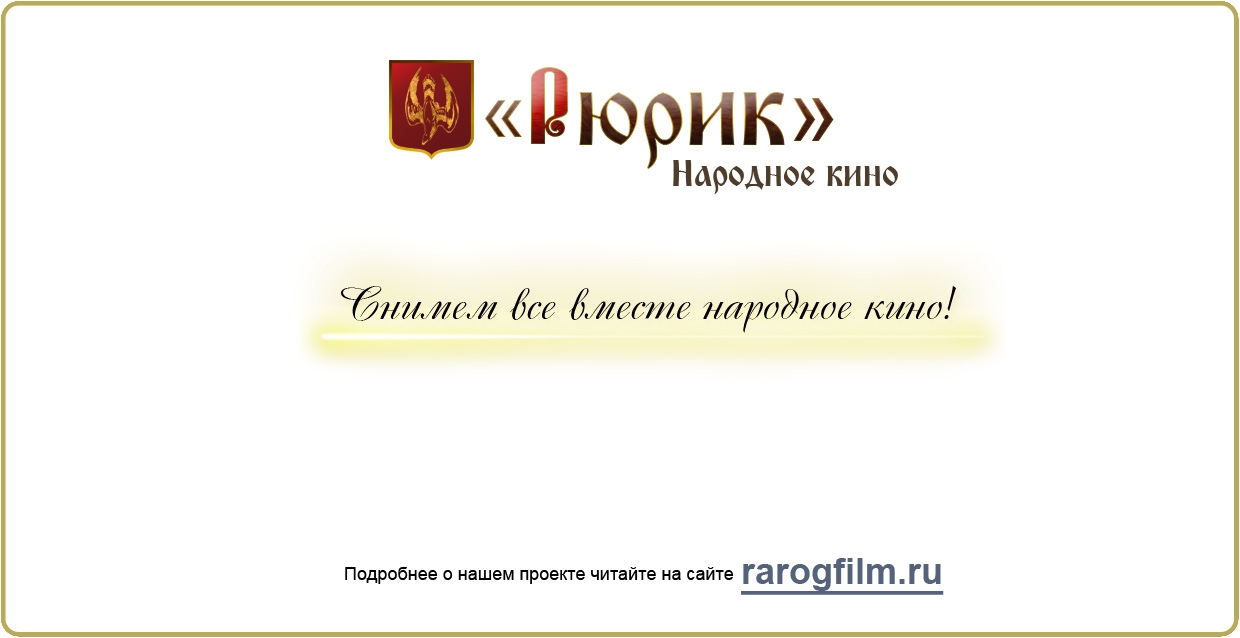 «Рюрик»
Народное кино
Снимем все вместе народное кино!
Подробнее о нашем проекте читайте на сайте rarogfilm.ru